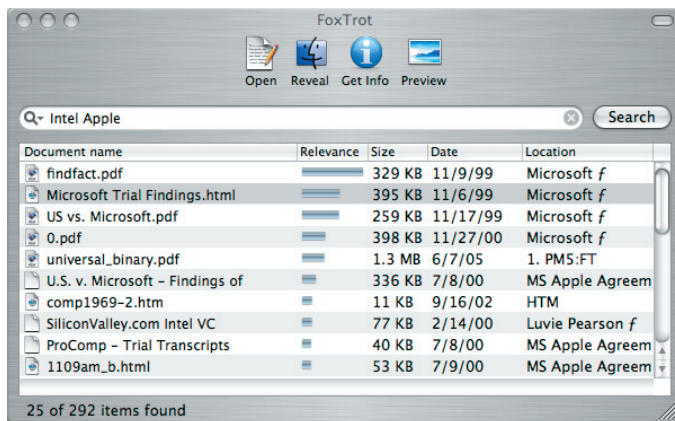 FoxTrot
Open Reveal Get Info Preview
Intel Apple Search
Document name Relevance Size Date Location
findfact.pdf 329 KB 11/9/99 Microsoft ƒ
Microsoft Trial Findings.html 395 KB 11/6/99 Microsoft ƒ
US vs. Microsoft.pdf 259 KB 11/17/99 Microsoft ƒ
0.pdf 398 KB 11/27/00 Microsoft ƒ
universal_binary.pdf 1.3 MB 6/7/05 1. PM5:FT
U.S. v. Microsoft – Findings of 336 KB 7/8/00 MS Apple Agreem
comp1969-2.htm 11 KB 9/16/02 HTM
SiliconValley.com Intel VC 77 KB 2/14/00 Luvie Pearson ƒ
ProComp – Trial Transcripts 40 KB 7/8/00 MS Apple Agreem
1109am_b.html 53 KB 7/9/00 MS Apple Agreem
25 of 292 items found